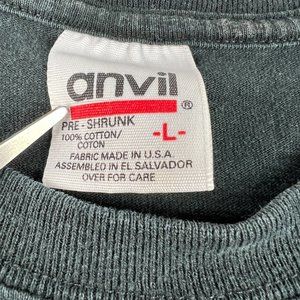 anvil
®
PRE-SHRUNK
100% COTTON/
COTON
-L-
FABRIC MADE IN U.S.A.
ASSEMBLED IN EL SALVADOR
OVER FOR CARE